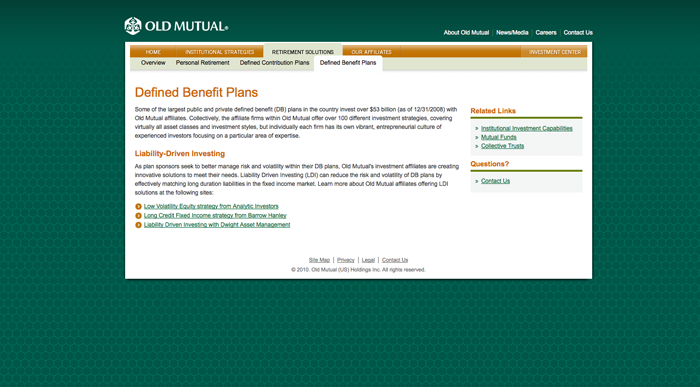 OLD MUTUAL®
About Old Mutual | News/Media | Careers | Contact Us
HOME INSTITUTIONAL STRATEGIES RETIREMENT SOLUTIONS OUR AFFILIATES INVESTMENT CENTER
Overview Personal Retirement Defined Contribution Plans Defined Benefit Plans
Defined Benefit Plans
Some of the largest public and private defined benefit (DB) plans in the country invest over $53 billion (as of 12/31/2008) with
Old Mutual affiliates. Collectively, the affiliate firms within Old Mutual offer over 100 different investment strategies, covering
virtually all asset classes and investment styles, but individually each firm has its own vibrant, entrepreneurial culture of
experienced investors focusing on a particular area of expertise.
Liability-Driven Investing
As plan sponsors seek to better manage risk and volatility within their DB plans, Old Mutual's investment affiliates are creating
innovative solutions to meet their needs. Liability Driven Investing (LDI) can reduce the risk and volatility of DB plans by
effectively matching long duration liabilities in the fixed income market. Learn more about Old Mutual affiliates offering LDI
solutions at the following sites:
Low Volatility Equity strategy from Analytic Investors
Long Credit Fixed Income strategy from Barrow Hanley
Liability Driven Investing with Dwight Asset Management
Related Links
» Institutional Investment Capabilities
» Mutual Funds
» Collective Trusts
Questions?
» Contact Us
Site Map | Privacy | Legal | Contact Us
© 2010. Old Mutual (US) Holdings Inc. All rights reserved.